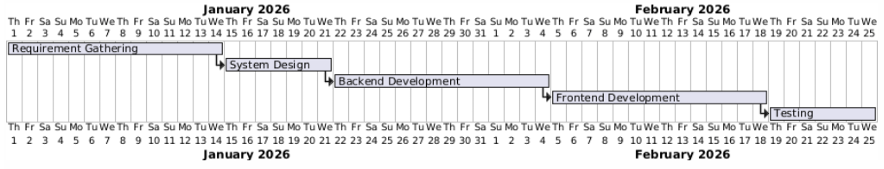 January 2026 February 2026
Th Fr Sa Su Mo Tu We Th Fr Sa Su Mo Tu We Th Fr Sa Su Mo Tu We Th Fr Sa Su Mo Tu We Th Fr Sa Su Mo Tu We Th Fr Sa Su Mo Tu We Th Fr Sa Su Mo Tu We Th Fr Sa Su Mo Tu We
1 2 3 4 5 6 7 8 9 10 11 12 13 14 15 16 17 18 19 20 21 22 23 24 25 26 27 28 29 30 31 1 2 3 4 5 6 7 8 9 10 11 12 13 14 15 16 17 18 19 20 21 22 23 24 25
Requirement Gathering
System Design
Backend Development
Frontend Development
Testing
Th Fr Sa Su Mo Tu We Th Fr Sa Su Mo Tu We Th Fr Sa Su Mo Tu We Th Fr Sa Su Mo Tu We Th Fr Sa Su Mo Tu We Th Fr Sa Su Mo Tu We Th Fr Sa Su Mo Tu We Th Fr Sa Su Mo Tu We
1 2 3 4 5 6 7 8 9 10 11 12 13 14 15 16 17 18 19 20 21 22 23 24 25 26 27 28 29 30 31 1 2 3 4 5 6 7 8 9 10 11 12 13 14 15 16 17 18 19 20 21 22 23 24 25
January 2026 February 2026